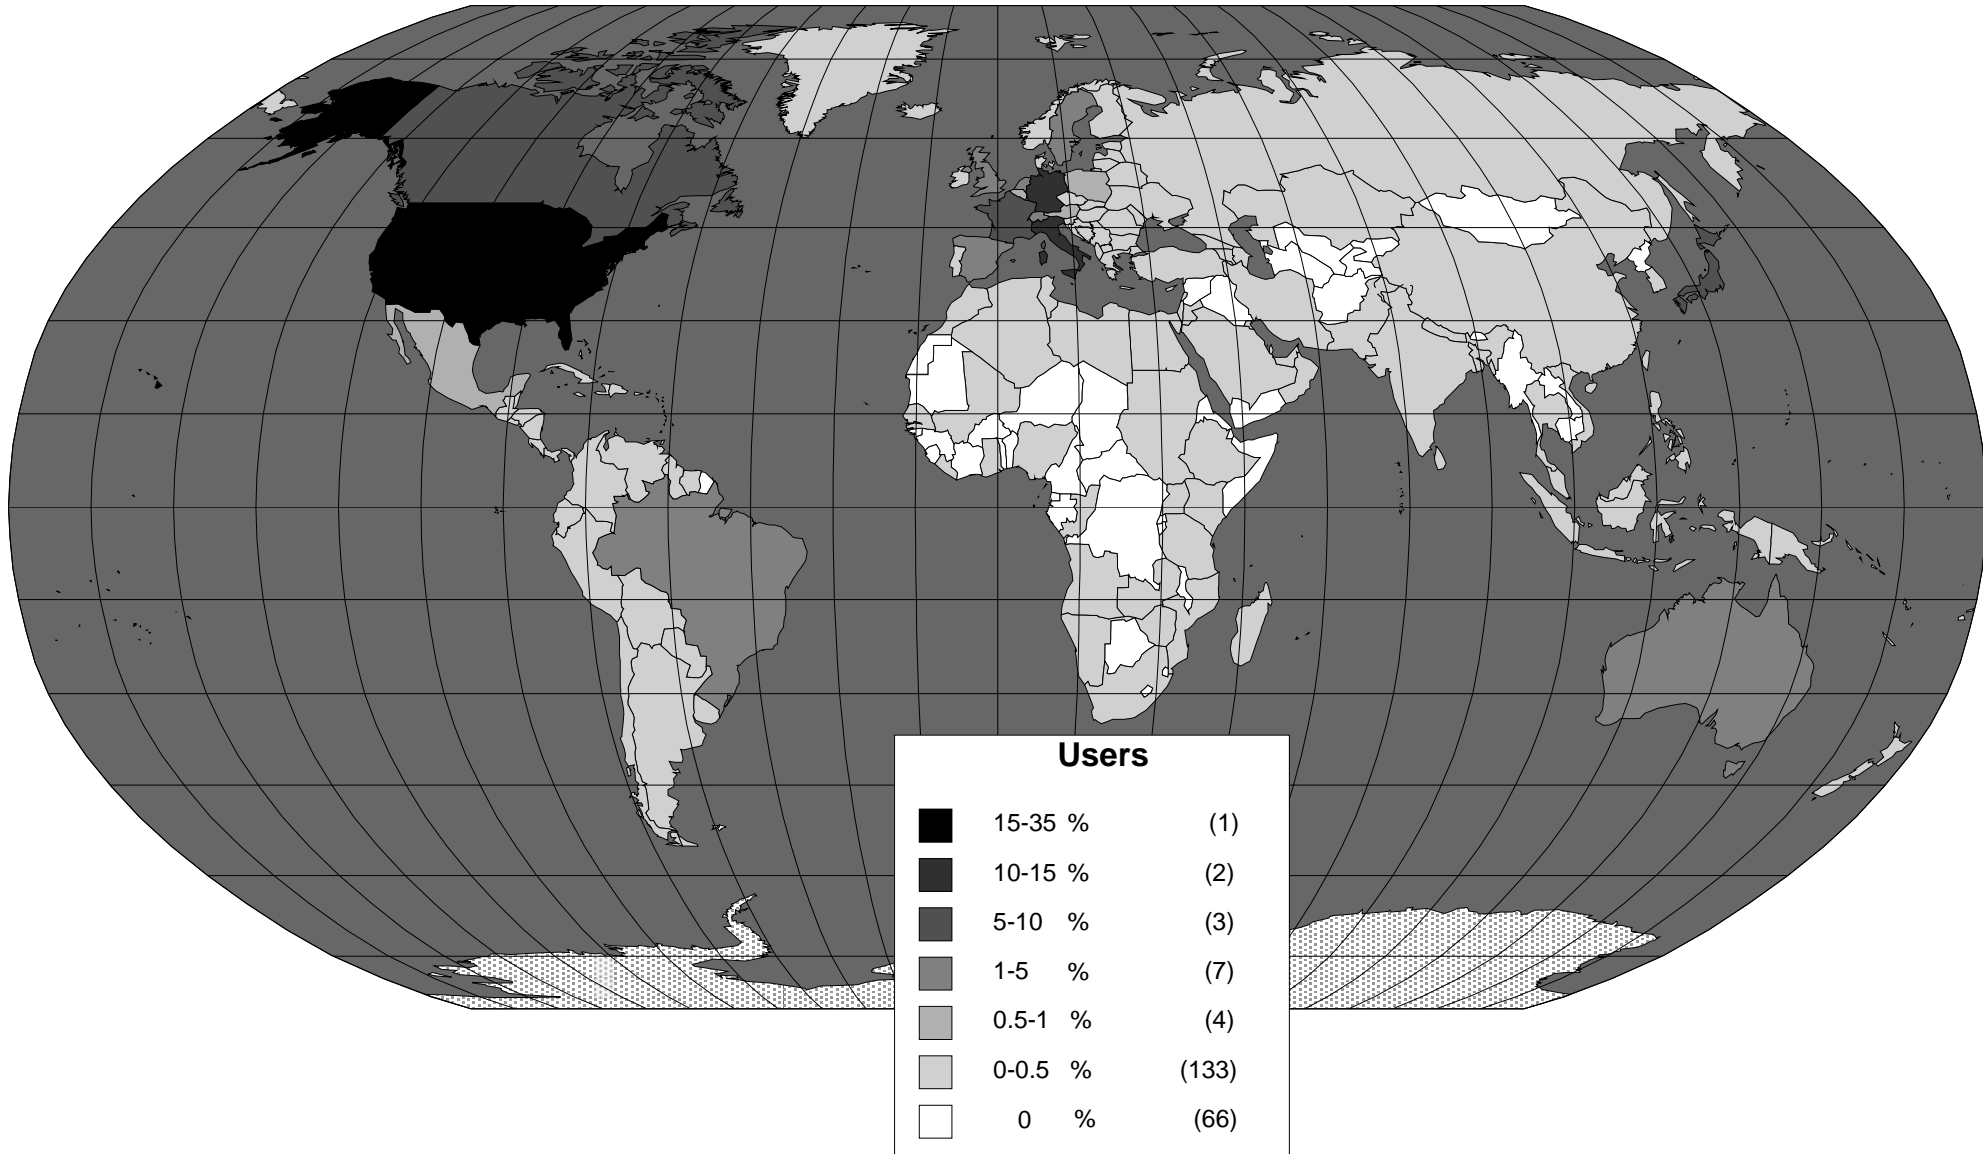 Users
15-35 % (1)
10-15 % (2)
5-10 % (3)
1-5 % (7)
0.5-1 % (4)
0-0.5 % (133)
0 % (66)